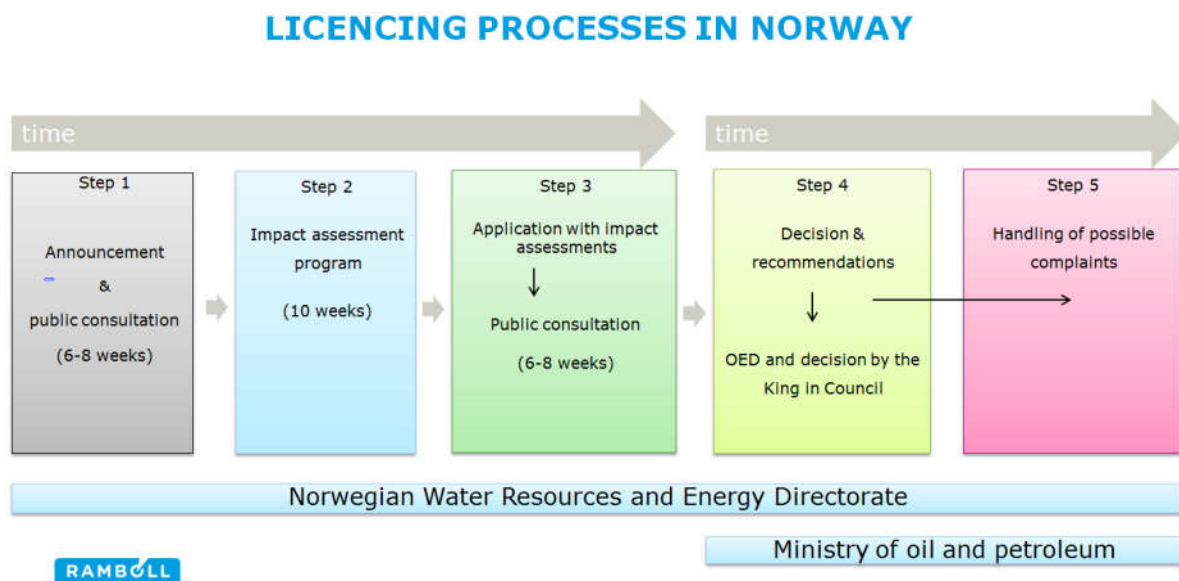 LICENCING PROCESSES IN NORWAY
time
time
Step 1
Announcement
&
public consultation
(6-8 weeks)
Step 2
Impact assessment
program
(10 weeks)
Step 3
Application with impact
assessments
Public consultation
(6-8 weeks)
Step 4
Decision &
recommendations
OED and decision by the
King in Council
Step 5
Handling of possible
complaints
Norwegian Water Resources and Energy Directorate
Ministry of oil and petroleum
RAMBOLL